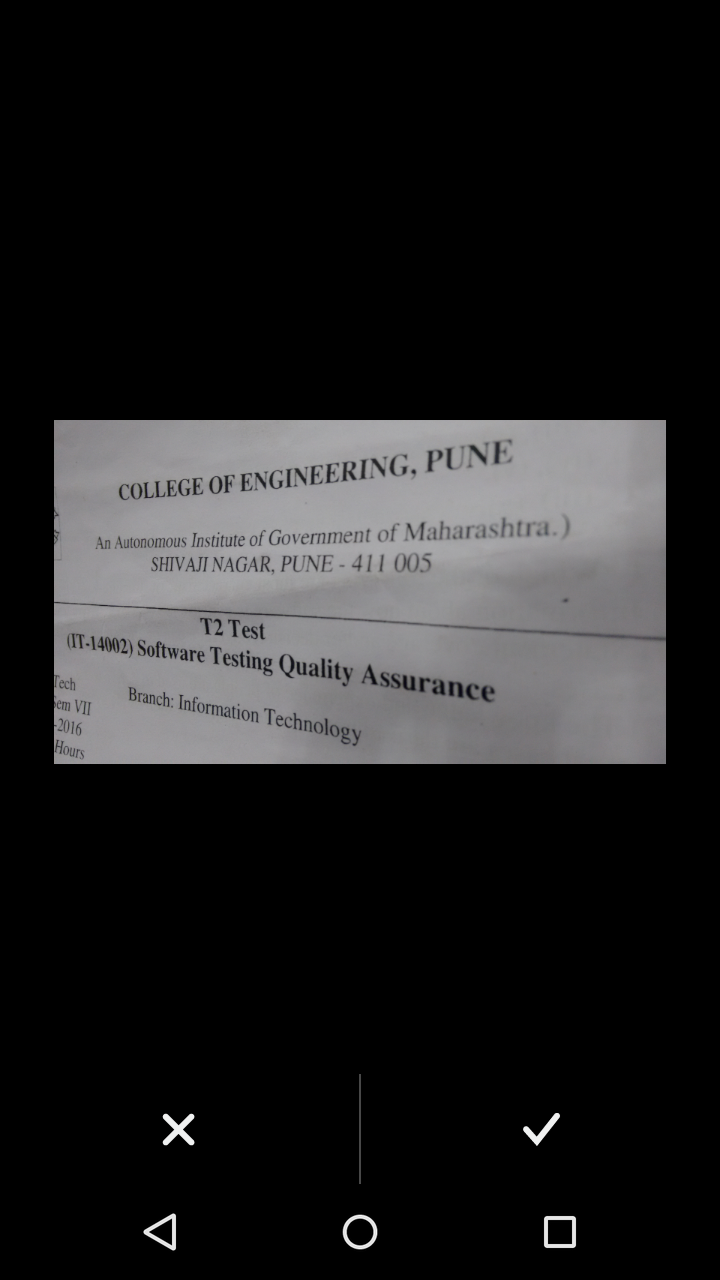 COLLEGE OF ENGINEERING, PUNE
An Autonomous Institute of Government of Maharashtra.)
SHIVAJI NAGAR, PUNE - 411 005
T2 Test
(IT-14002) Software Testing Quality Assurance
Tech
Branch: Information Technology
Sem VII
-2016
Hours